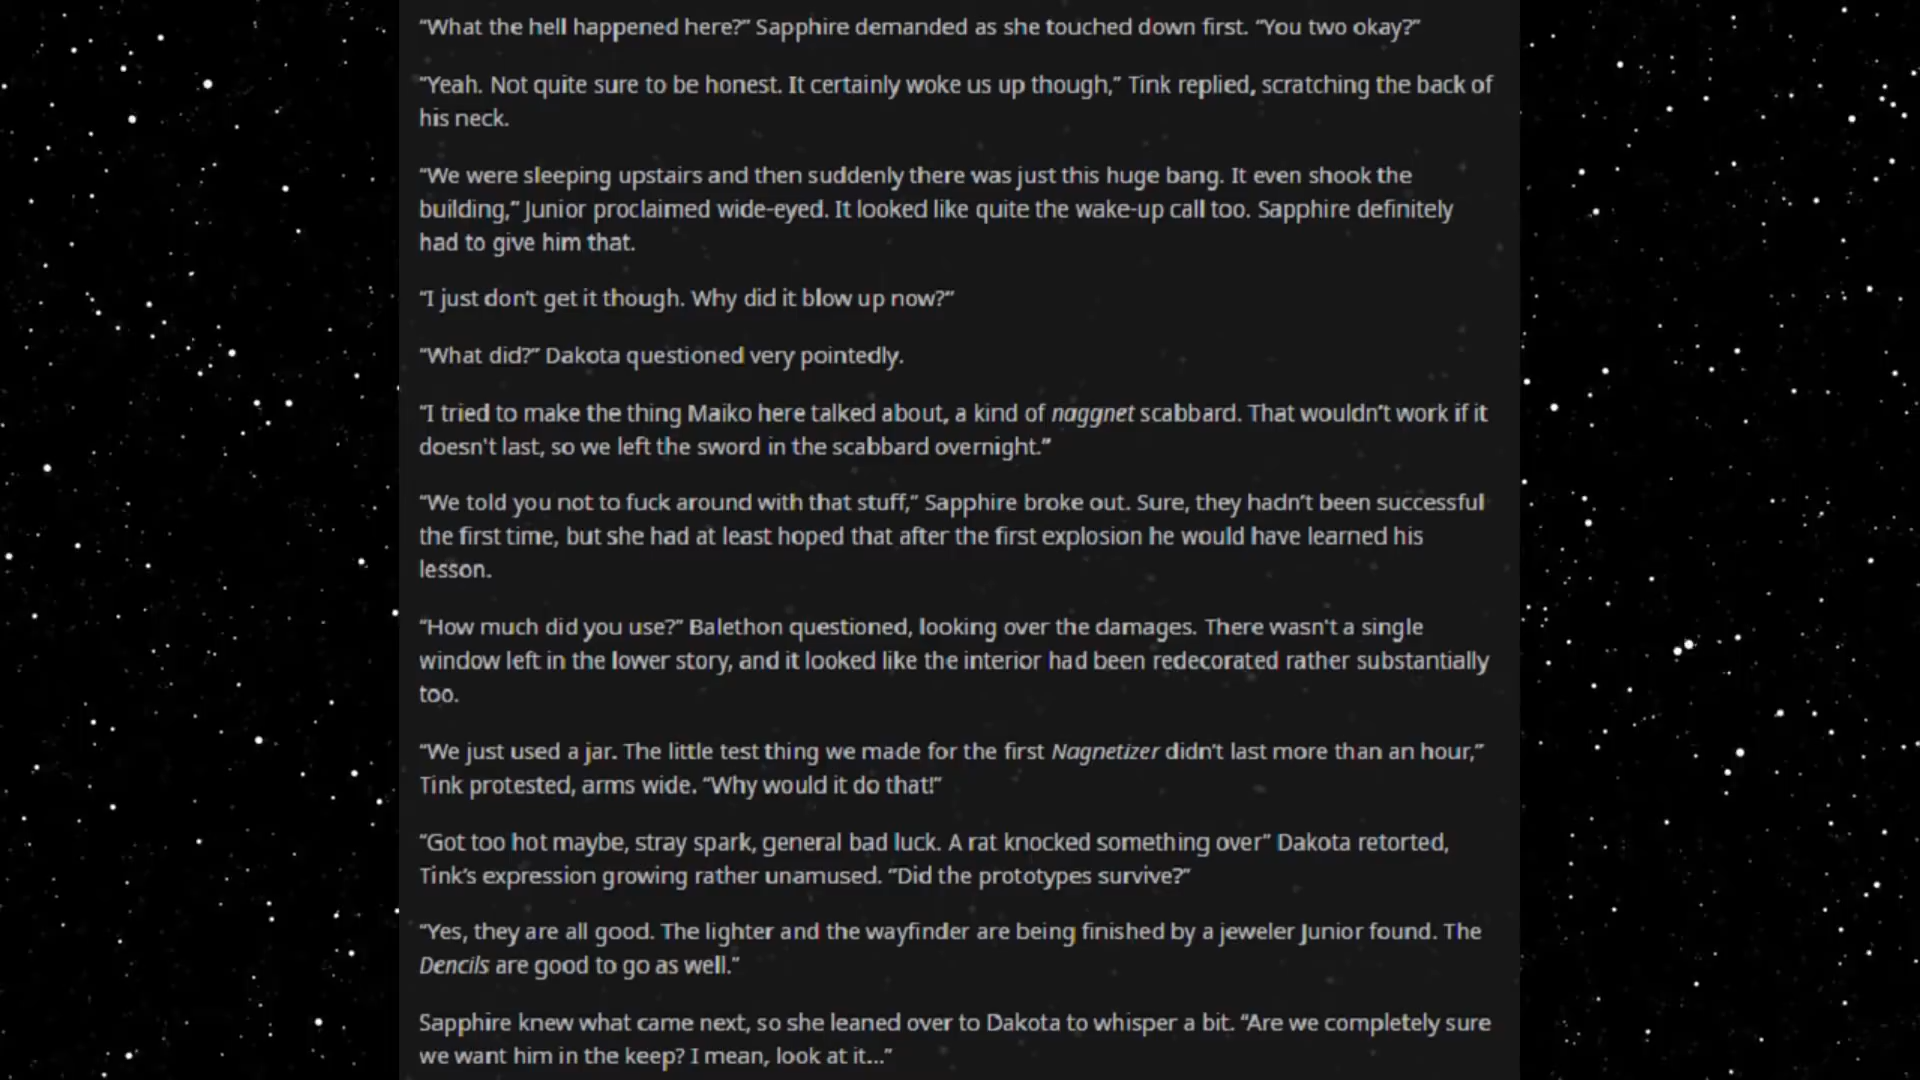 “What the hell happened here?” Sapphire demanded as she touched down first. “You two okay?”
“Yeah. Not quite sure to be honest. It certainly woke us up though,” Tink replied, scratching the back of
his neck.
“We were sleeping upstairs and then suddenly there was just this huge bang. It even shook the
building,” Junior proclaimed wide-eyed. It looked like quite the wake-up call too. Sapphire definitely
had to give him that.
“I just don’t get it though. Why did it blow up now?”
“What did?” Dakota questioned very pointedly.
“I tried to make the thing Maiko here talked about, a kind of naggnet scabbard. That wouldn’t work if it
doesn't last, so we left the sword in the scabbard overnight.”
“We told you not to fuck around with that stuff,” Sapphire broke out. Sure, they hadn’t been successful
the first time, but she had at least hoped that after the first explosion he would have learned his
lesson.
“How much did you use?” Balethon questioned, looking over the damages. There wasn't a single
window left in the lower story, and it looked like the interior had been redecorated rather substantially
too.
“We just used a jar. The little test thing we made for the first Nagnetizer didn’t last more than an hour,”
Tink protested, arms wide. “Why would it do that!”
“Got too hot maybe, stray spark, general bad luck. A rat knocked something over” Dakota retorted,
Tink’s expression growing rather unamused. “Did the prototypes survive?”
“Yes, they are all good. The lighter and the wayfinder are being finished by a jeweler Junior found. The
Dencils are good to go as well.”
Sapphire knew what came next, so she leaned over to Dakota to whisper a bit. “Are we completely sure
we want him in the keep? I mean, look at it...”